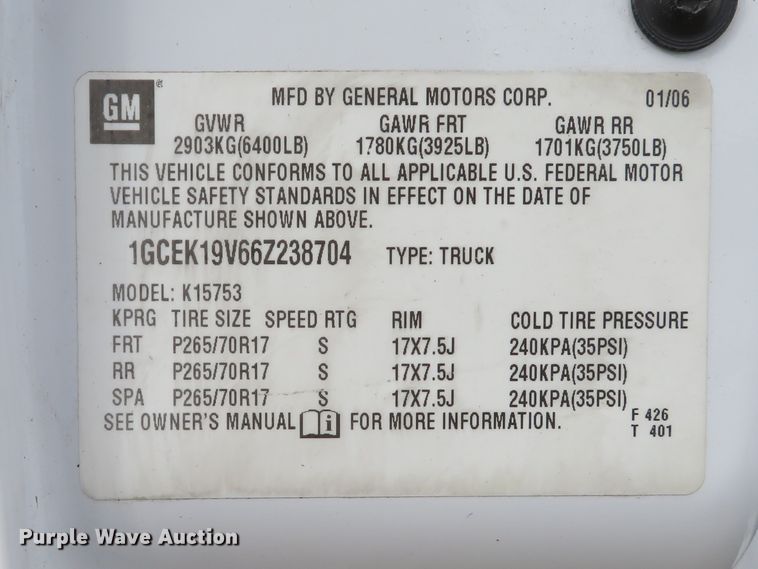 GM ®
MFD BY GENERAL MOTORS CORP. 01/06
GVWR GAWR FRT GAWR RR
2903KG(6400LB) 1780KG(3925LB) 1701KG(3750LB)
THIS VEHICLE CONFORMS TO ALL APPLICABLE U.S. FEDERAL MOTOR
VEHICLE SAFETY STANDARDS IN EFFECT ON THE DATE OF
MANUFACTURE SHOWN ABOVE.
1GCEK19V66Z238704 TYPE: TRUCK
MODEL: K15753
KPRG TIRE SIZE SPEED RTG RIM COLD TIRE PRESSURE
FRT P265/70R17 S 17X7.5J 240KPA(35PSI)
RR P265/70R17 S 17X7.5J 240KPA(35PSI)
SPA P265/70R17 S 17X7.5J 240KPA(35PSI)
SEE OWNER'S MANUAL i FOR MORE INFORMATION.
F 426
T 401
Purple Wave Auction